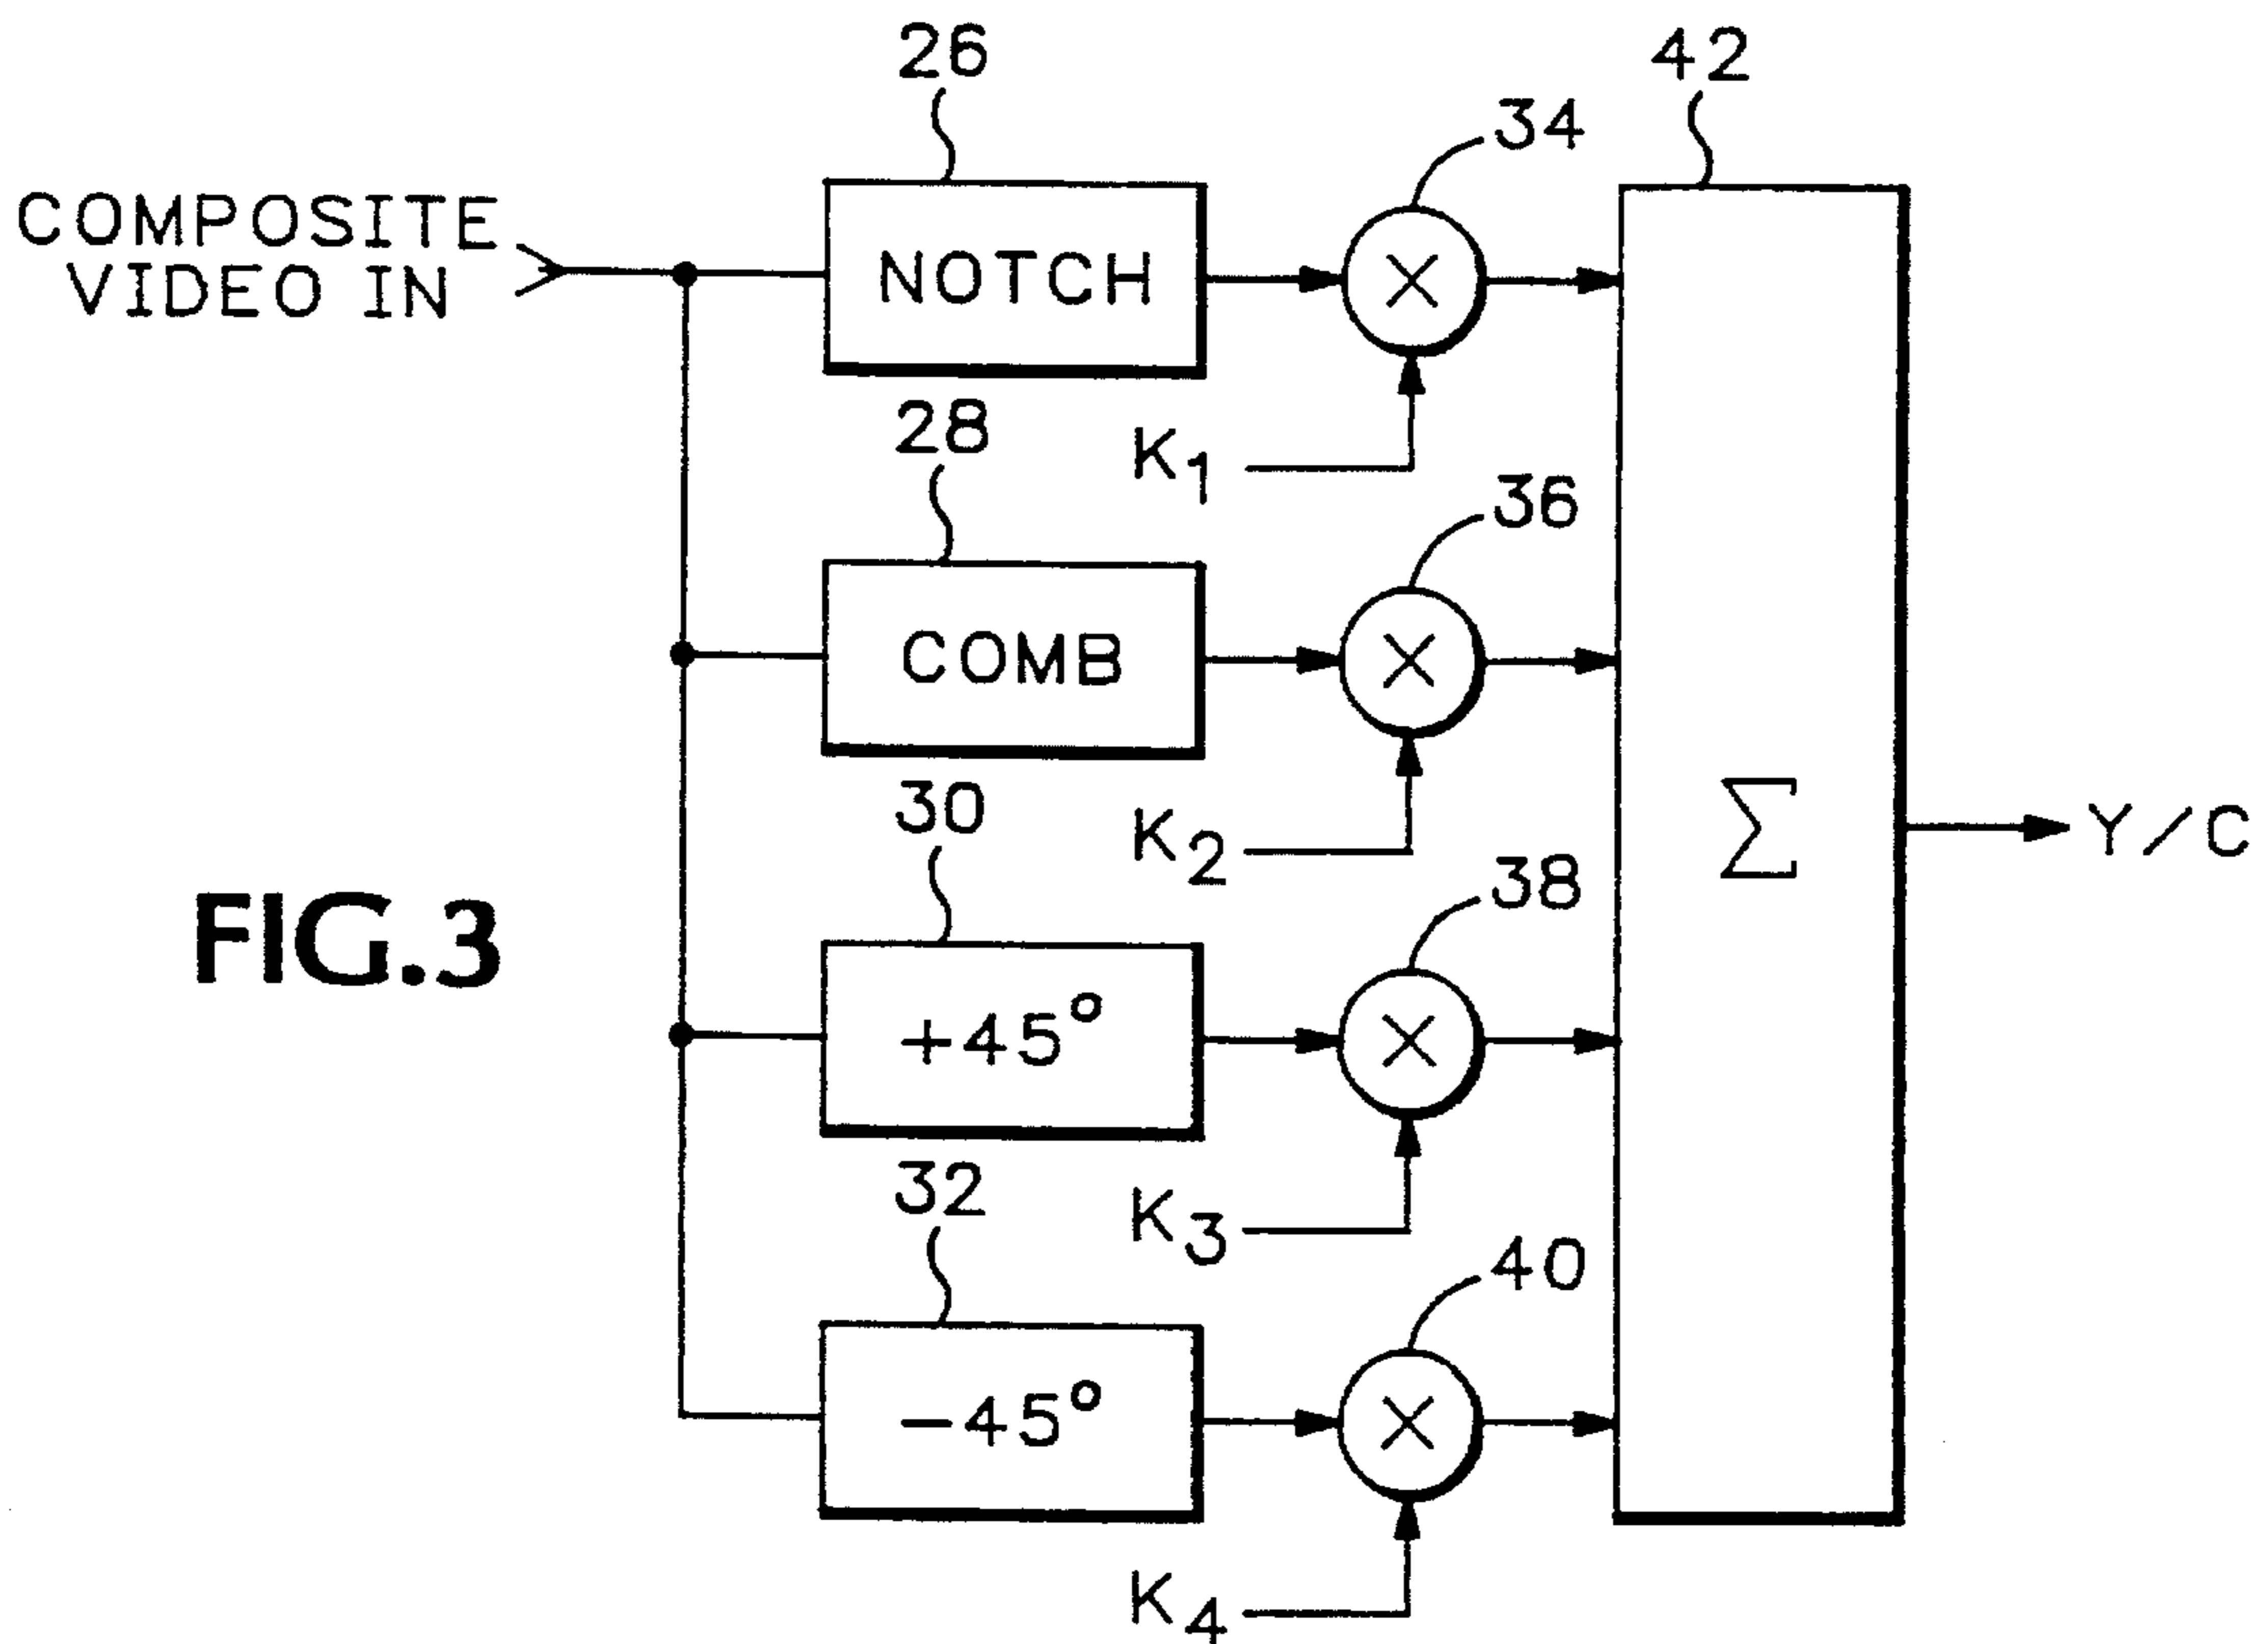 26
42
34
COMPOSITE
VIDEO IN
NOTCH
×
28
K1
36
COMB
×
30
K2
Σ
Y/C
38
FIG.3
+45°
×
32
K3
40
−45°
×
K4